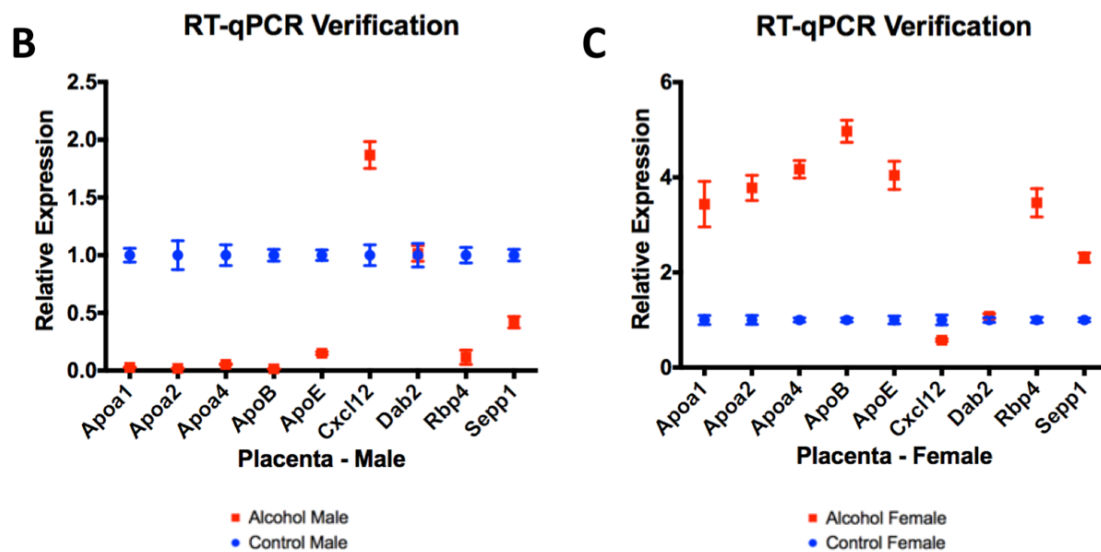 B
RT-qPCR Verification
Relative Expression
2.5
2.0
1.5
1.0
0.5
0.0
Apoa1
Apoa2
Apoa4
ApoB
ApoE
Cxcl12
Dab2
Rbp4
Sepp1
Placenta - Male
Alcohol Male
Control Male
C
RT-qPCR Verification
Relative Expression
6
4
2
0
Apoa1
Apoa2
Apoa4
ApoB
ApoE
Cxcl12
Dab2
Rbp4
Sepp1
Placenta - Female
Alcohol Female
Control Female